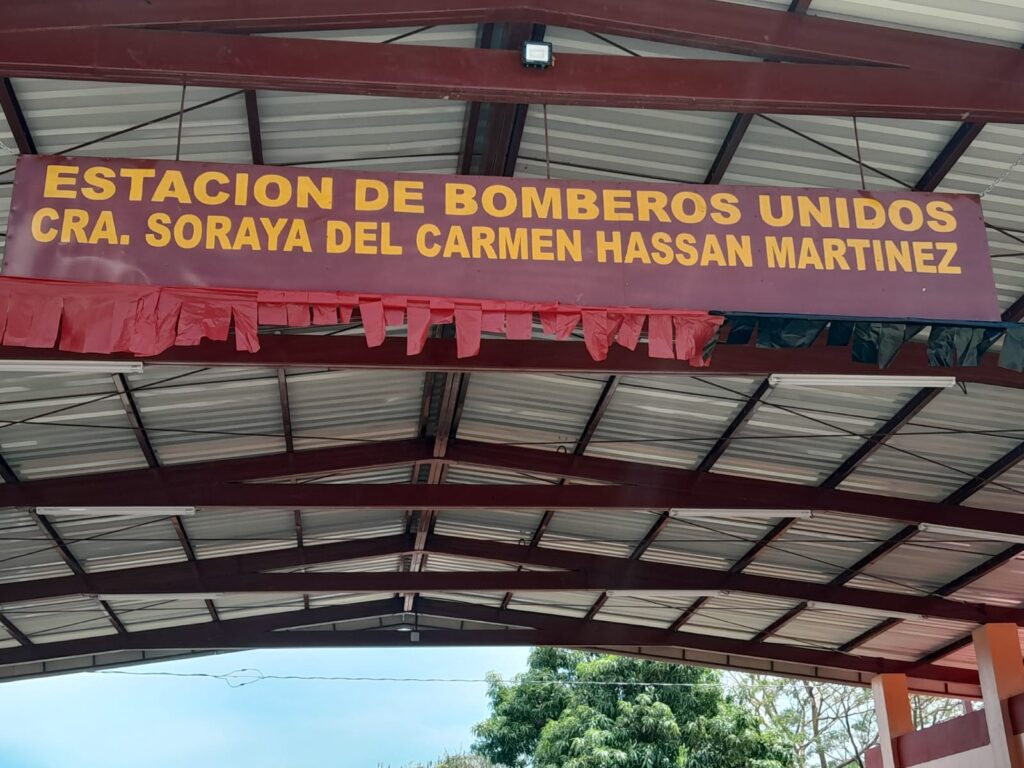 ESTACION DE BOMBEROS UNIDOS
CRA. SORAYA DEL CARMEN HASSAN MARTINEZ